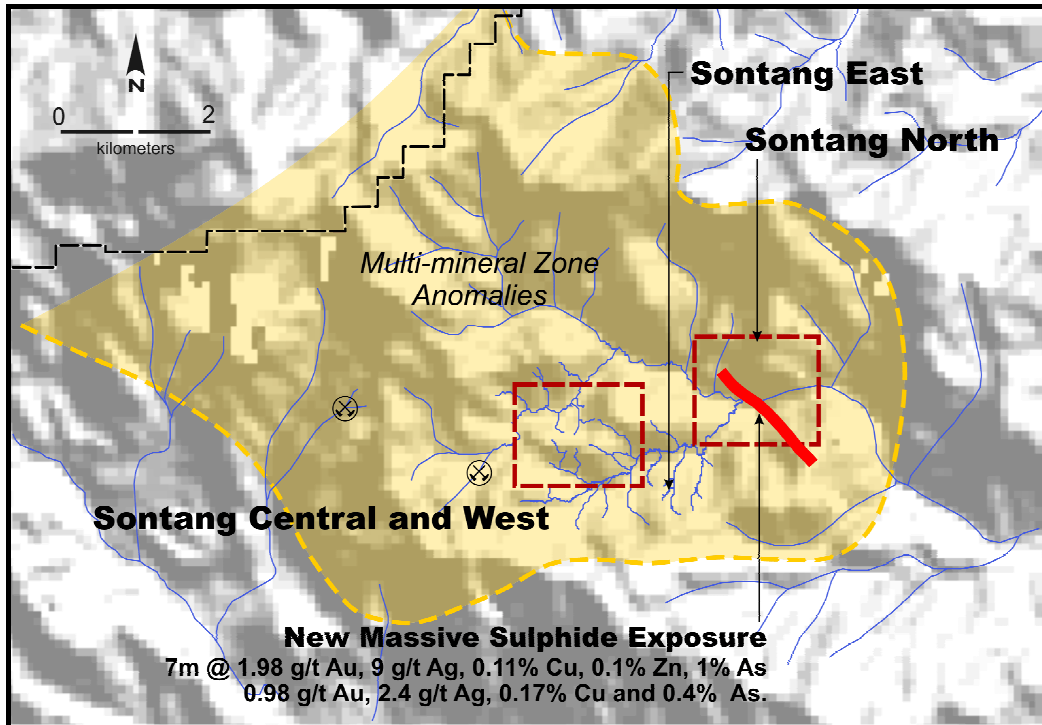 N
0 2
kilometers
Sontang East
Sontang North
Multi-mineral Zone
Anomalies
Sontang Central and West
New Massive Sulphide Exposure
7m @ 1.98 g/t Au, 9 g/t Ag, 0.11% Cu, 0.1% Zn, 1% As
0.98 g/t Au, 2.4 g/t Ag, 0.17% Cu and 0.4% As.